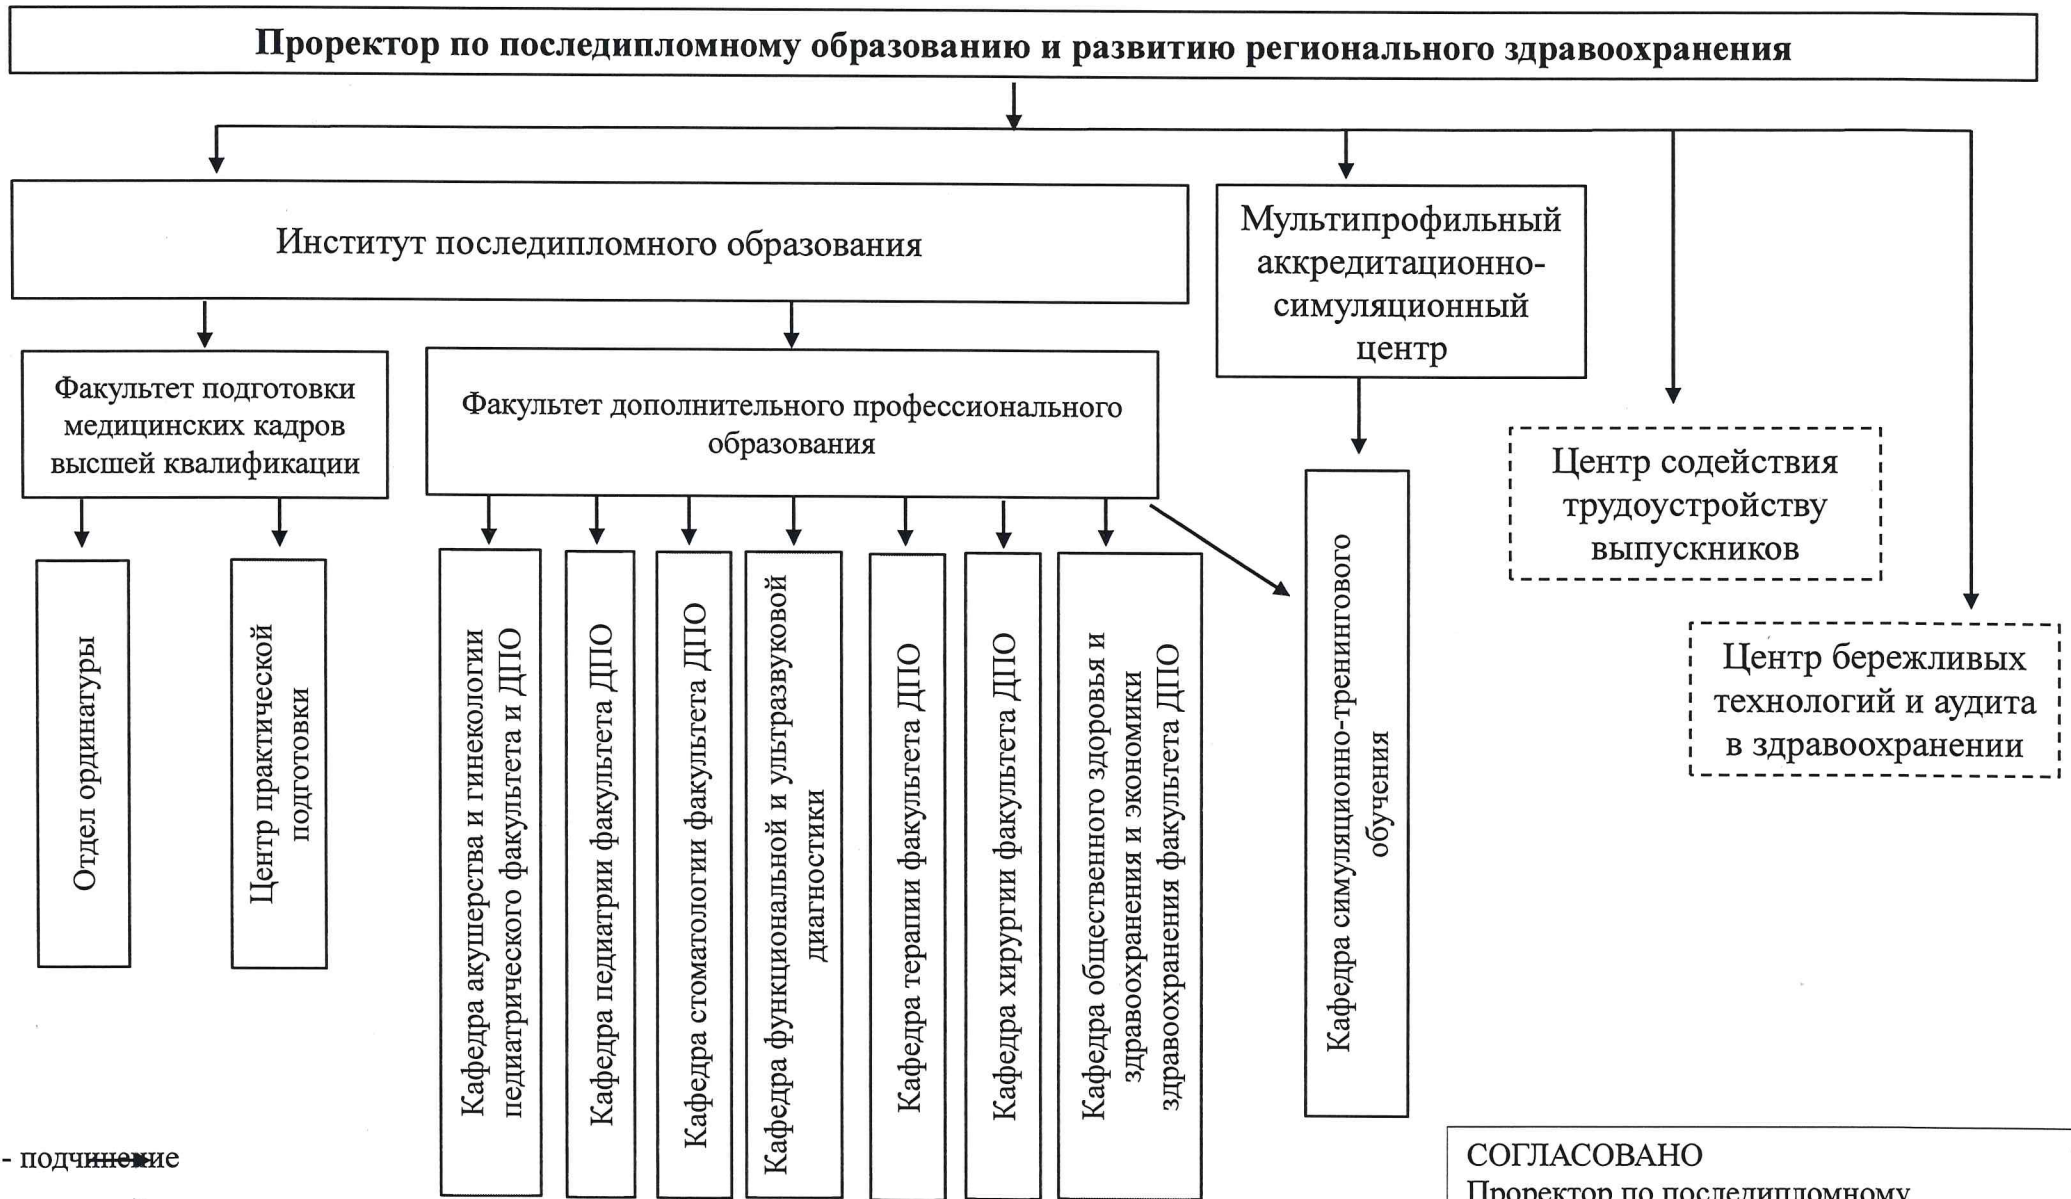 Проректор по последипломному образованию и развитию регионального здравоохранения
Институт последипломного образования
Мультипрофильный
аккредитационно-
симуляционный
центр
Факультет подготовки
медицинских кадров
высшей квалификации
Факультет дополнительного профессионального
образования
Центр содействия
трудоустройству
выпускников
Центр бережливых
технологий и аудита
в здравоохранении
Отдел ординатуры
Центр практической
подготовки
Кафедра акушерства и гинекологии
педиатрического факультета и ДПО
Кафедра педиатрии факультета ДПО
Кафедра стоматологии факультета ДПО
Кафедра функциональной и ультразвуковой
диагностики
Кафедра терапии факультета ДПО
Кафедра хирургии факультета ДПО
Кафедра общественного здоровья и
здравоохранения и экономики
здравоохранения факультета ДПО
Кафедра симуляционно-тренингового
обучения
- подчинение
СОГЛАСОВАНО
Проректор по последипломному